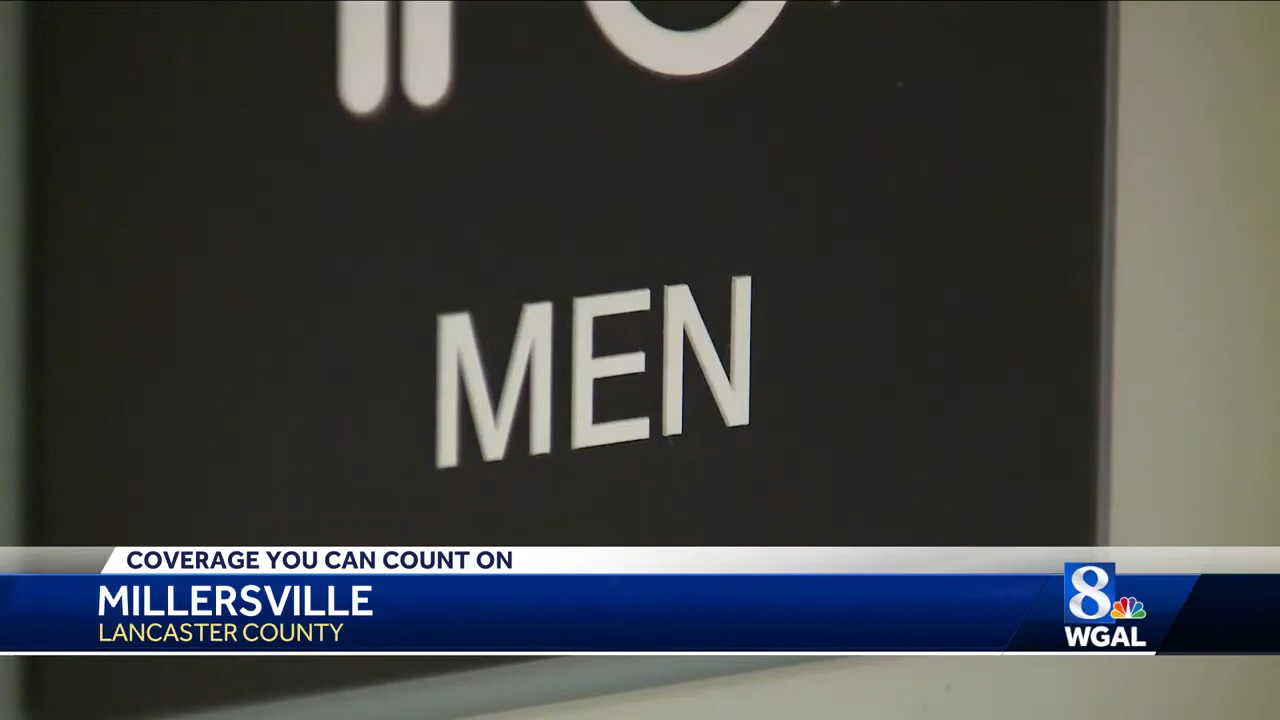 MEN
COVERAGE YOU CAN COUNT ON
MILLERSVILLE
LANCASTER COUNTY
8
WGAL